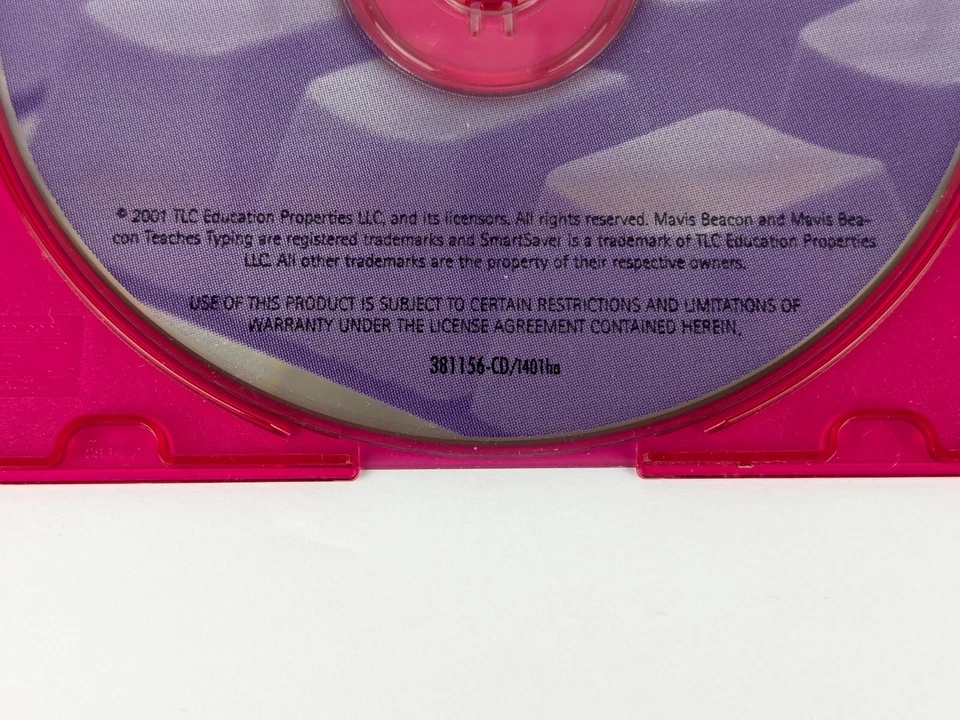 © 2001 TLC Education Properties LLC, and its licensors. All rights reserved. Mavis Beacon and Mavis Bea-
con Teaches Typing are registered trademarks and SmartSaver is a trademark of TLC Education Properties
LLC. All other trademarks are the property of their respective owners.
USE OF THIS PRODUCT IS SUBJECT TO CERTAIN RESTRICTIONS AND LIMITATIONS OF
WARRANTY UNDER THE LICENSE AGREEMENT CONTAINED HEREIN.
381156-CD/1401ha